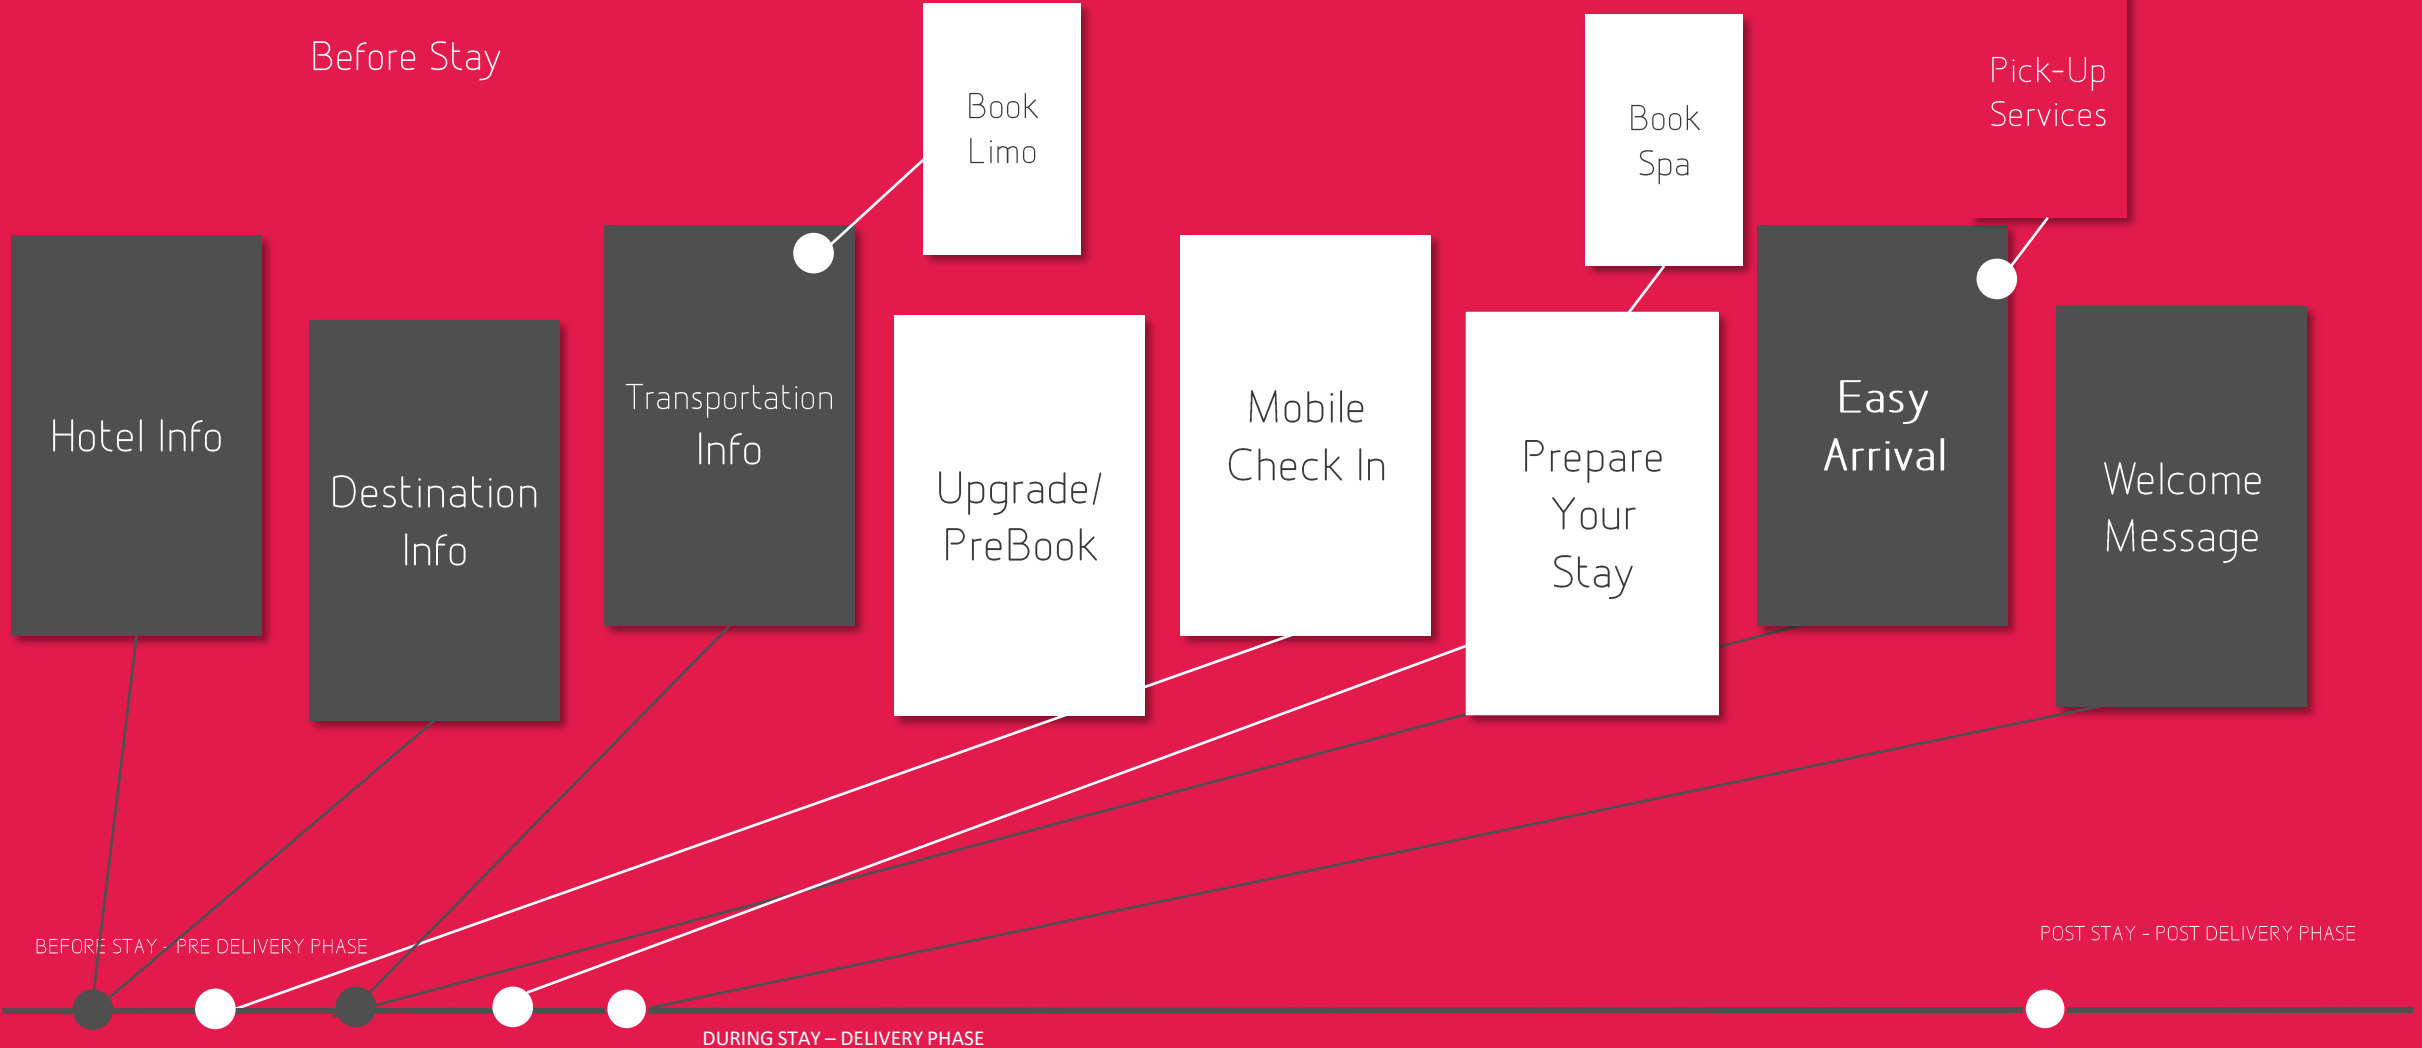 Before Stay
Book
Limo
Book
Spa
Pick-Up
Services
Hotel Info
Destination
Info
Transportation
Info
Upgrade/
PreBook
Mobile
Check In
Prepare
Your
Stay
Easy
Arrival
Welcome
Message
BEFORE STAY - PRE DELIVERY PHASE
POST STAY - POST DELIVERY PHASE
DURING STAY – DELIVERY PHASE